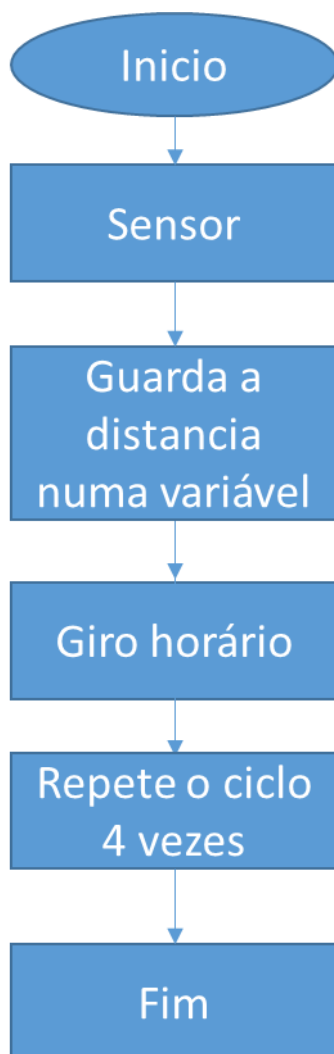 Inicio
Sensor
Guarda a
distancia
numa variável
Giro horário
Repete o ciclo
4 vezes
Fim